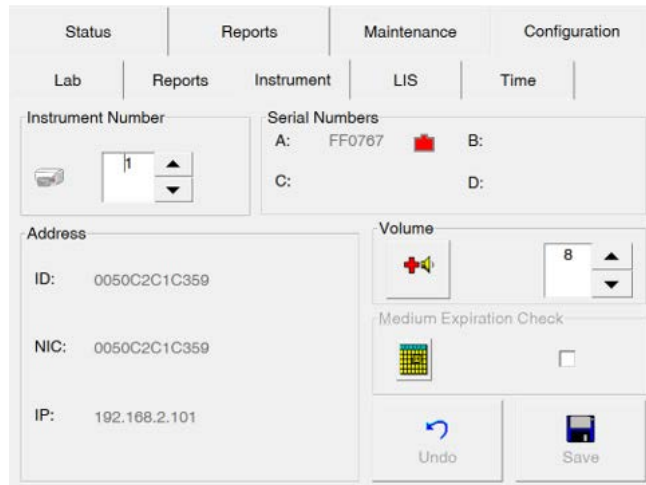 Status Reports Maintenance Configuration
Lab Reports Instrument LIS Time
Instrument Number
1
Serial Numbers
A: FF0767 B:
C: D:
Address
ID: 0050C2C1C359
NIC: 0050C2C1C359
IP: 192.168.2.101
Volume
8
Medium Expiration Check
Undo Save